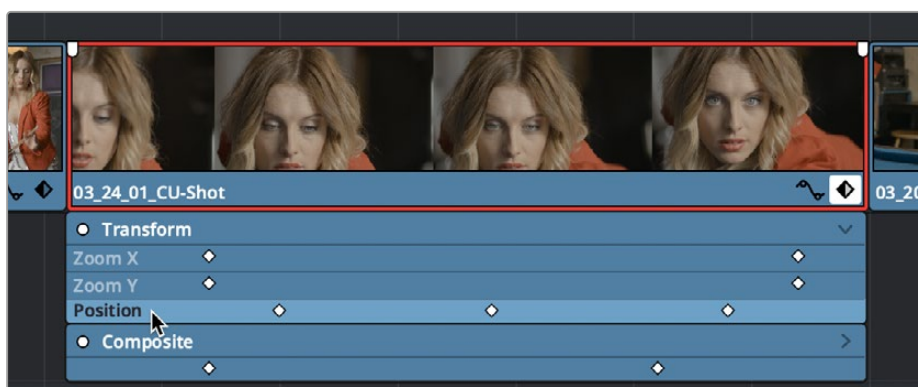 03_24_01_CU-Shot
03_20
Transform
Zoom X
Zoom Y
Position
Composite